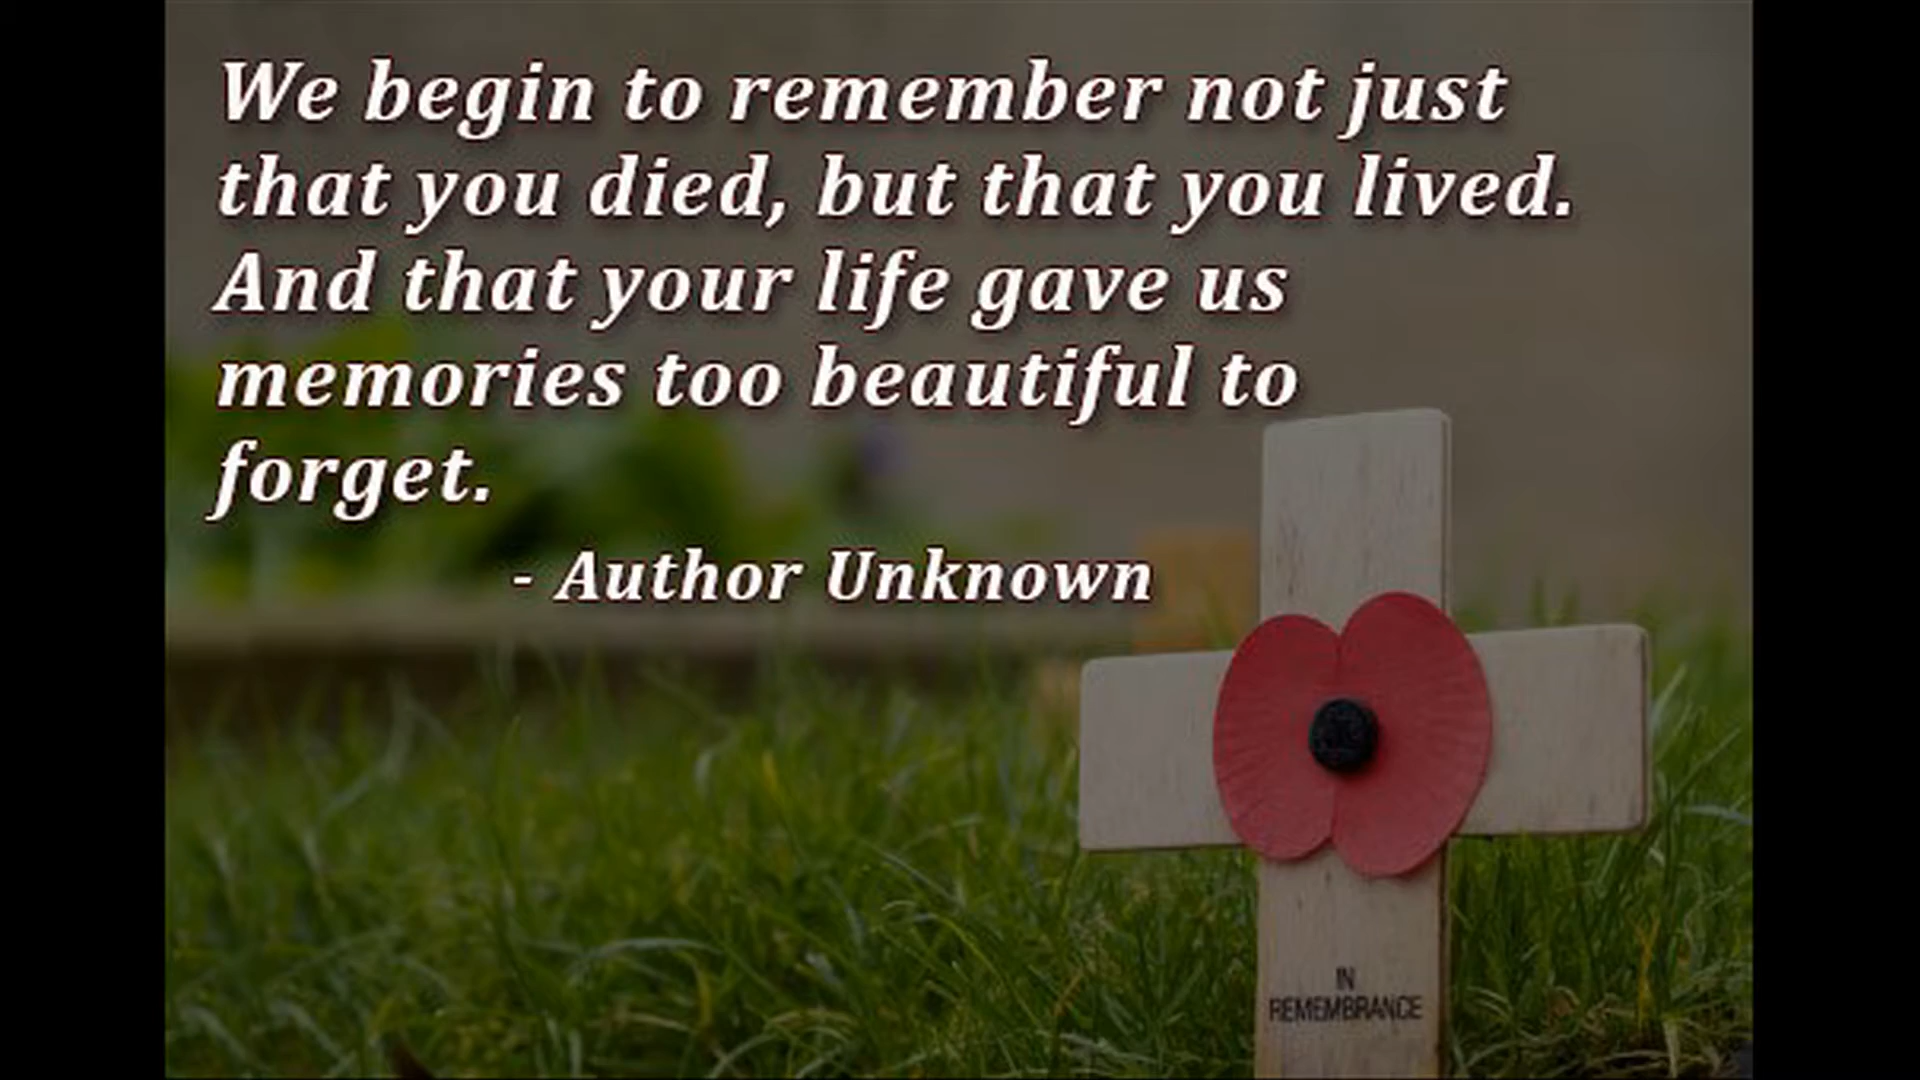 We begin to remember not just
that you died, but that you lived.
And that your life gave us
memories too beautiful to
forget.
- Author Unknown
IN
REMEMBRANCE